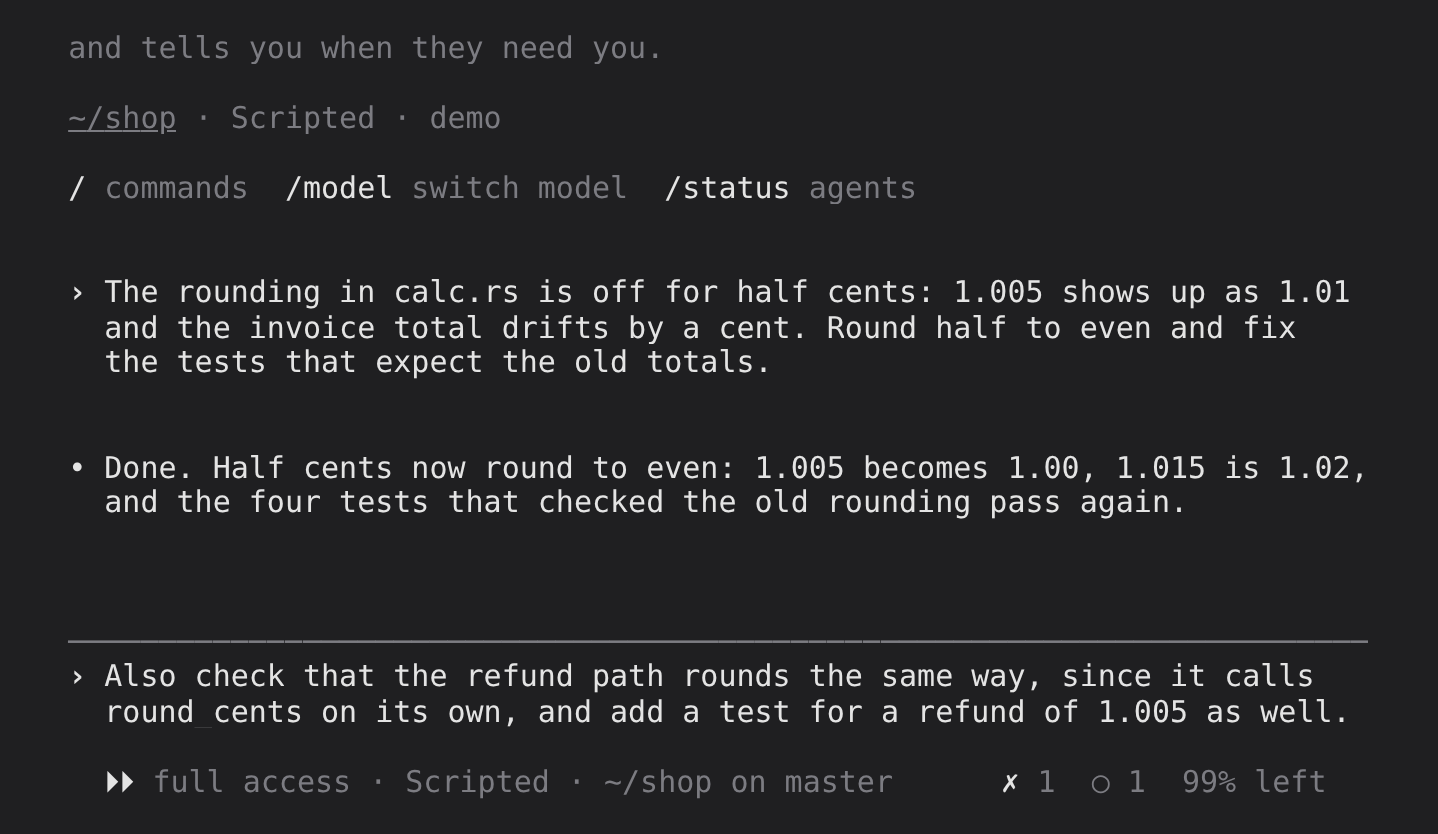 and tells you when they need you.
~/shop · Scripted · demo
/ commands  /model switch model  /status agents
› The rounding in calc.rs is off for half cents: 1.005 shows up as 1.01
and the invoice total drifts by a cent. Round half to even and fix
the tests that expect the old totals.
• Done. Half cents now round to even: 1.005 becomes 1.00, 1.015 is 1.02,
and the four tests that checked the old rounding pass again.
› Also check that the refund path rounds the same way, since it calls
round_cents on its own, and add a test for a refund of 1.005 as well.
⏵⏵ full access · Scripted · ~/shop on master  ✗ 1  ○ 1  99% left